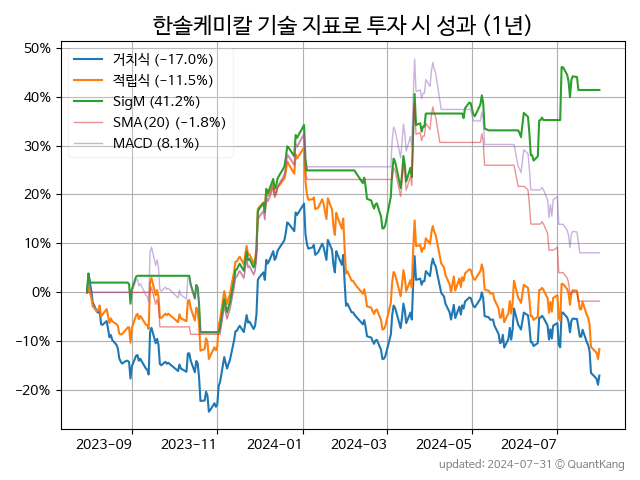 한솔케미칼 기술 지표로 투자 시 성과 (1년)
50%
40%
30%
20%
10%
0%
−10%
−20%
거치식 (−17.0%)
적립식 (−11.5%)
SigM (41.2%)
SMA(20) (−1.8%)
MACD (8.1%)
2023-09
2023-11
2024-01
2024-03
2024-05
2024-07
updated: 2024-07-31 © QuantKang